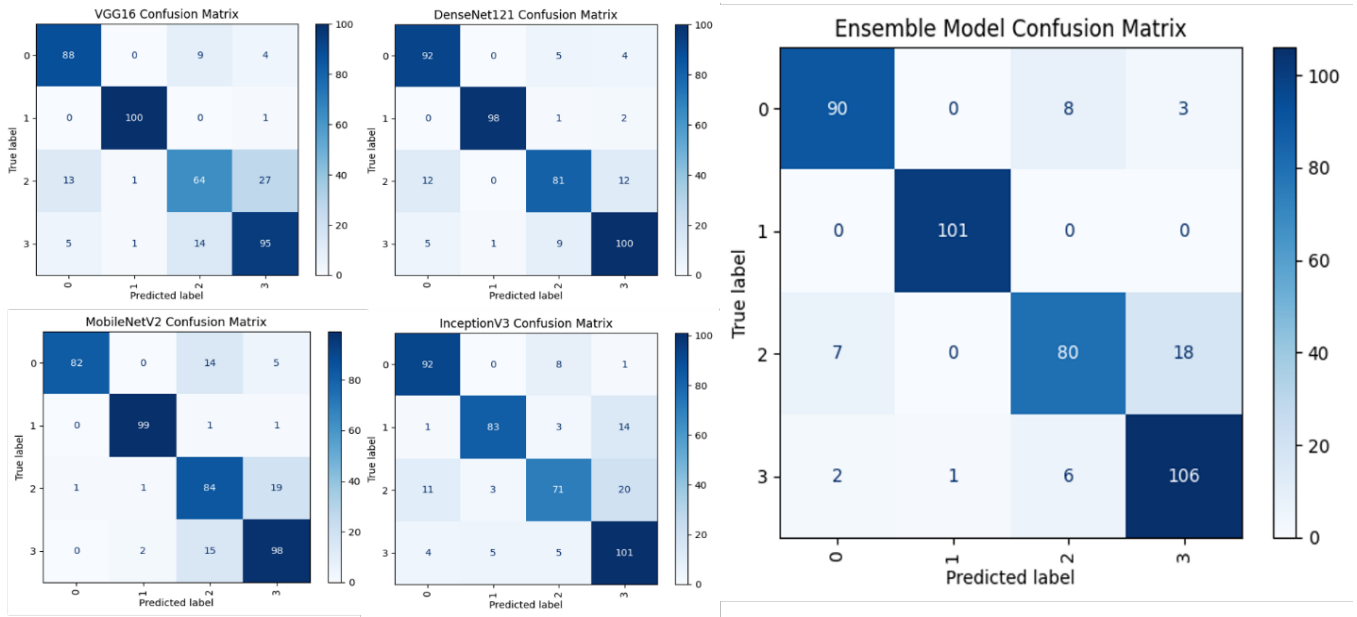 VGG16 Confusion Matrix
100
0 88 0 9 4
80
1 0 100 0 1
60
True label
40
2 13 1 64 27
20
3 5 1 14 95
0
0 1 2 3
Predicted label
DenseNet121 Confusion Matrix
100
0 92 0 5 4
80
1 0 98 1 2
60
True label
40
2 12 0 81 12
20
3 5 1 9 100
0
0 1 2 3
Predicted label
MobileNetV2 Confusion Matrix
0 82 0 14 5
80
1 0 99 1 1
60
True label
40
2 1 1 84 19
20
3 0 2 15 98
0
0 1 2 3
Predicted label
InceptionV3 Confusion Matrix
100
0 92 0 8 1
80
1 1 83 3 14
60
True label
40
2 11 3 71 20
20
3 4 5 5 101
0
0 1 2 3
Predicted label
Ensemble Model Confusion Matrix
100
0 90 0 8 3
80
1 0 101 0 0
60
True label
40
2 7 0 80 18
20
3 2 1 6 106
0
0 1 2 3
Predicted label